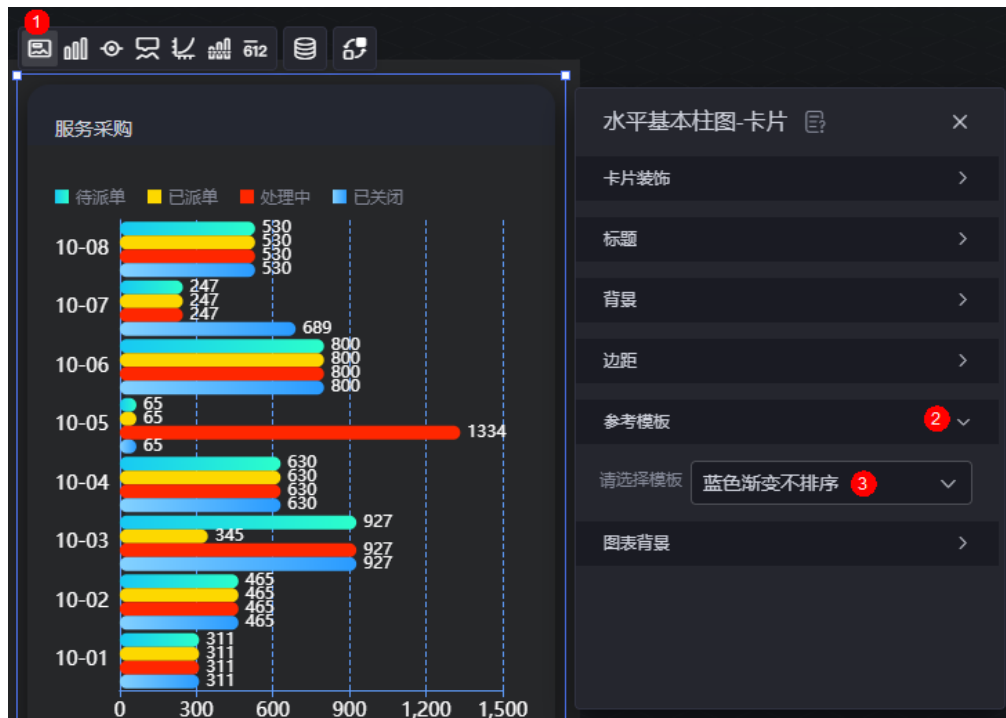 1
612
服务采购
待派单 已派单 处理中 已关闭
10-08 530 530 530 530
10-07 247 247 247 689
10-06 800 800 800 800
10-05 65 65 1334 65
10-04 630 630 630 630
10-03 927 345 927 927
10-02 465 465 465 465
10-01 311 311 311 311
0 300 600 900 1,200 1,500
水平基本柱图-卡片
卡片装饰
标题
背景
边距
参考模板 2
请选择模板 蓝色渐变不排序 3
图表背景